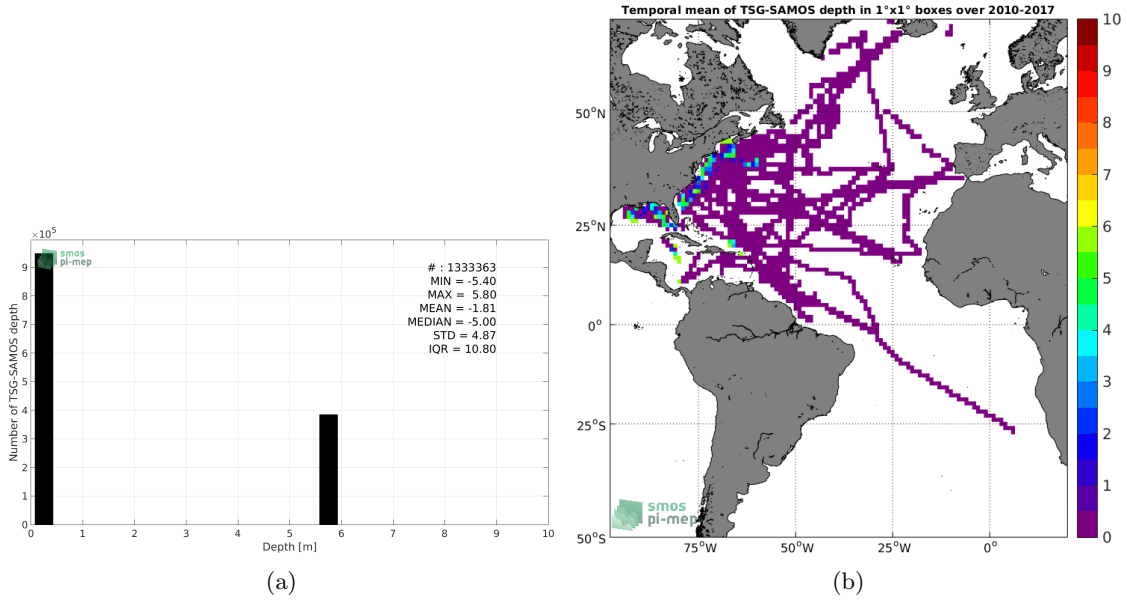 Temporal mean of TSG-SAMOS depth in 1°x1° boxes over 2010-2017
×10⁵
smos
pi-mep
# : 1333363
MIN = -5.40
MAX = 5.80
MEAN = -1.81
MEDIAN = -5.00
STD = 4.87
IQR = 10.80
Number of TSG-SAMOS depth
9
8
7
6
5
4
3
2
1
0
0 1 2 3 4 5 6 7 8 9 10
Depth [m]
(a)
50°N
25°N
0°
25°S
50°S
75°W 50°W 25°W 0°
smos
pi-mep
10
9
8
7
6
5
4
3
2
1
0
(b)